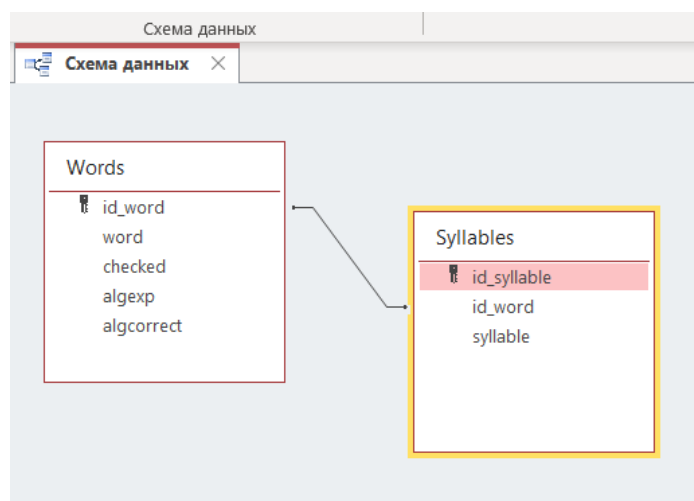 Схема данных
Схема данных
Words
id_word
word
checked
algexp
algcorrect
Syllables
id_syllable
id_word
syllable